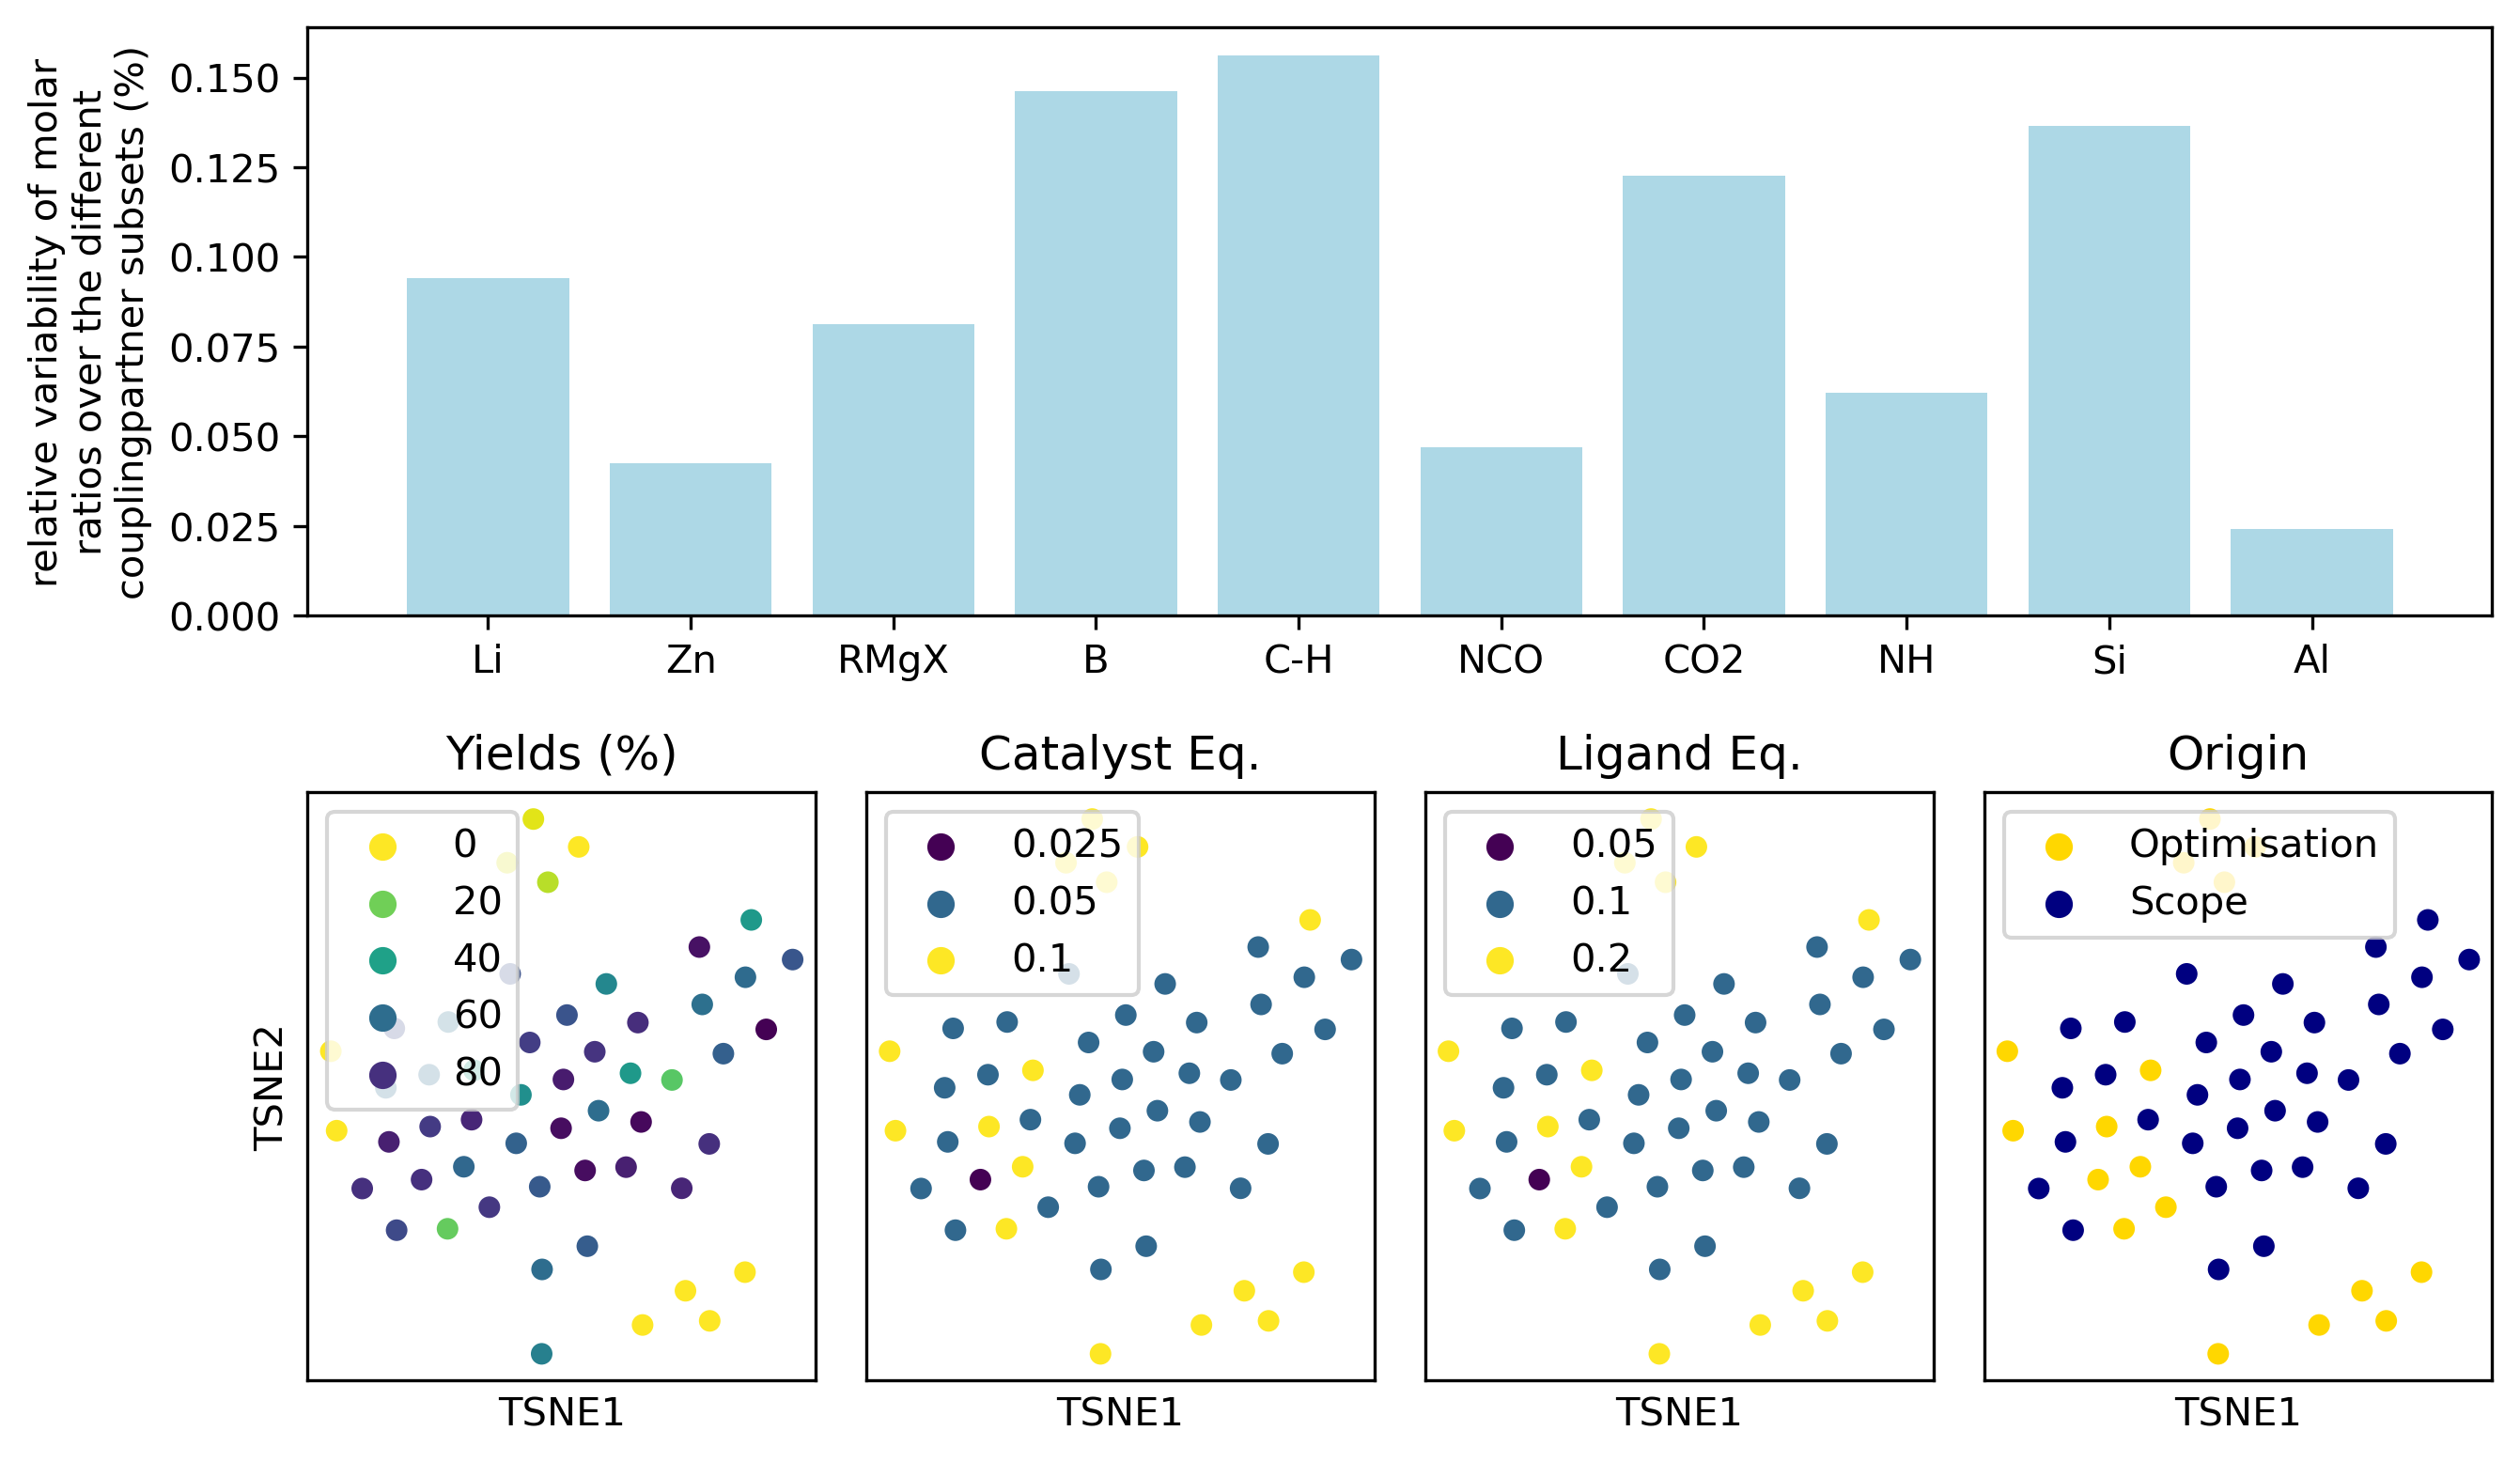 relative variability of molar
ratios over the different
couplingpartner subsets (%)
0.150
0.125
0.100
0.075
0.050
0.025
0.000
Li Zn RMgX B C-H NCO CO2 NH Si Al
Yields (%)
0
20
40
60
80
TSNE2
TSNE1
Catalyst Eq.
0.025
0.05
0.1
TSNE1
Ligand Eq.
0.05
0.1
0.2
TSNE1
Origin
Optimisation
Scope
TSNE1